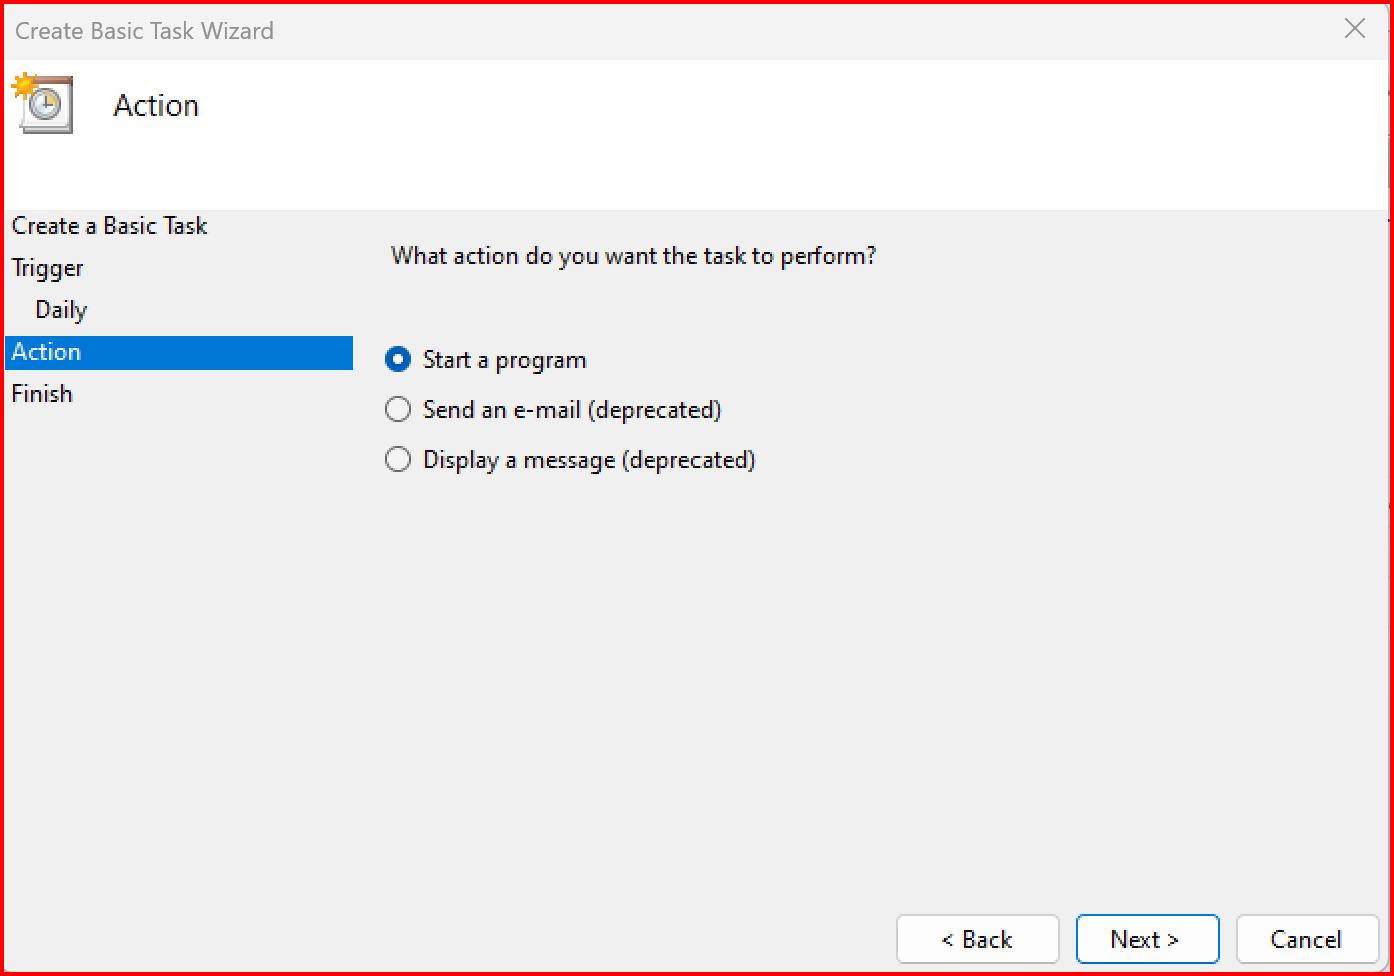 Create Basic Task Wizard
Action
Create a Basic Task
Trigger
Daily
Action
Finish
What action do you want the task to perform?
Start a program
Send an e-mail (deprecated)
Display a message (deprecated)
< Back
Next >
Cancel